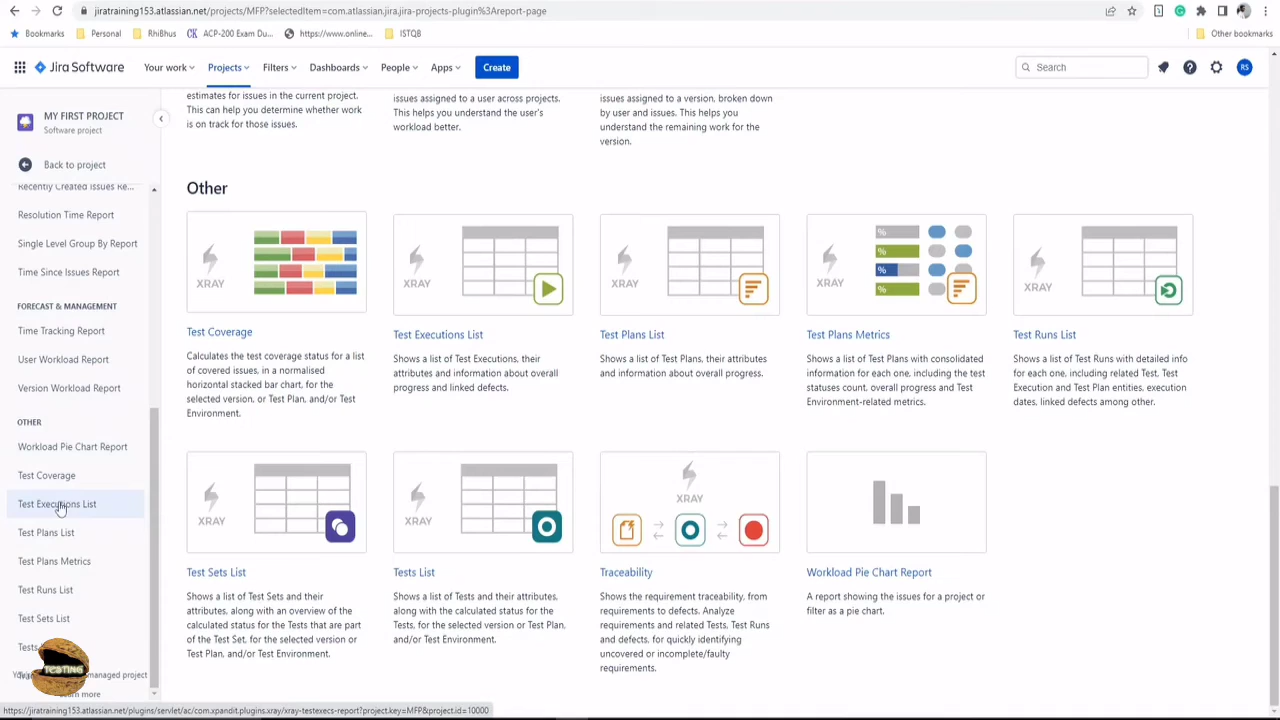 jiratraining153.atlassian.net/projects/MFP?selectedItem=com.atlassian.jira.jira-projects-plugin%3Areport-page
Bookmarks
Personal
RhiBhus
CK
ACP-200 Exam Du...
https://www.online...
ISTQB
Other bookmarks
Jira Software
Your work
Projects
Filters
Dashboards
People
Apps
Create
Search
RS
MY FIRST PROJECT
Software project
Back to project
Recently Created Issues Re...
Resolution Time Report
Single Level Group By Report
Time Since Issues Report
FORECAST & MANAGEMENT
Time Tracking Report
User Workload Report
Version Workload Report
OTHER
Workload Pie Chart Report
Test Coverage
Test Executions List
Test Plans List
Test Plans Metrics
Test Runs List
Test Sets List
Tests
TESTING
managed project
more
estimates for issues in the current project.
This can help you determine whether work
is on track for those issues.
issues assigned to a user across projects.
This helps you understand the user's
workload better.
issues assigned to a version, broken down
by user and issues. This helps you
understand the remaining work for the
version.
Other
XRAY
Test Coverage
Calculates the test coverage status for a list
of covered issues, in a normalised
horizontal stacked bar chart, for the
selected version, or Test Plan, and/or Test
Environment.
XRAY
Test Executions List
Shows a list of Test Executions, their
attributes and information about overall
progress and linked defects.
XRAY
Test Plans List
Shows a list of Test Plans, their attributes
and information about overall progress.
XRAY
%
%
%
%
Test Plans Metrics
Shows a list of Test Plans with consolidated
information for each one, including the test
statuses count, overall progress and Test
Environment-related metrics.
XRAY
Test Runs List
Shows a list of Test Runs with detailed info
for each one, including related Test, Test
Execution and Test Plan entities, execution
dates, linked defects among other.
XRAY
Test Sets List
Shows a list of Test Sets and their
attributes, along with an overview of the
calculated status for the Tests that are part
of the Test Set, for the selected version or
Test Plan, and/or Test Environment.
XRAY
Tests List
Shows a list of Tests and their attributes,
along with the calculated status for the
Tests, for the selected version or Test Plan,
and/or Test Environment.
XRAY
Traceability
Shows the requirement traceability, from
requirements to defects. Analyze
requirements and related Tests, Test Runs
and defects, for quickly identifying
uncovered or incomplete/faulty
requirements.
Workload Pie Chart Report
A report showing the issues for a project or
filter as a pie chart.
https://jiratraining153.atlassian.net/plugins/servlet/ac/com.xpandit.plugins.xray/xray-testexecs-report?project.key=MFP&project.id=10000